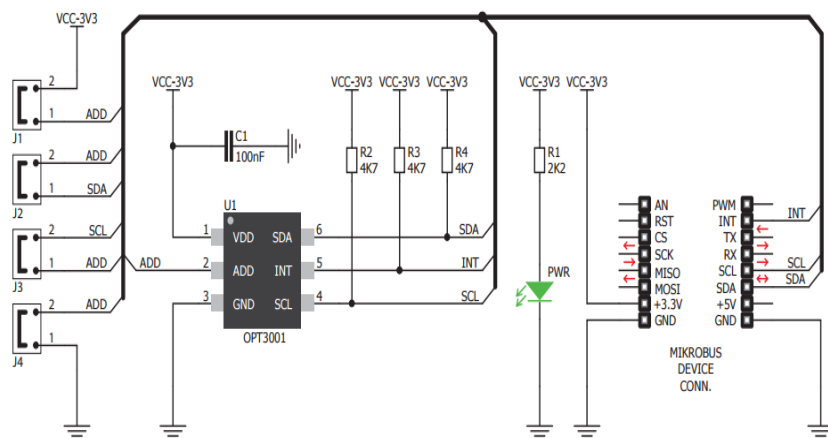 VCC-3V3
2
1
ADD
J1
2
ADD
1
SDA
J2
2
SCL
1
ADD
J3
2
ADD
1
J4
ADD
VCC-3V3
C1
100nF
U1
1 VDD SDA 6 SDA
2 ADD INT 5 INT
3 GND SCL 4 SCL
OPT3001
VCC-3V3 VCC-3V3 VCC-3V3
R2
4K7
R3
4K7
R4
4K7
VCC-3V3 VCC-3V3
R1
2K2
PWR
AN PWM
RST INT INT
CS TX
SCK RX
MISO SCL SCL
MOSI SDA SDA
+3.3V +5V
GND GND
MIKROBUS
DEVICE
CONN.